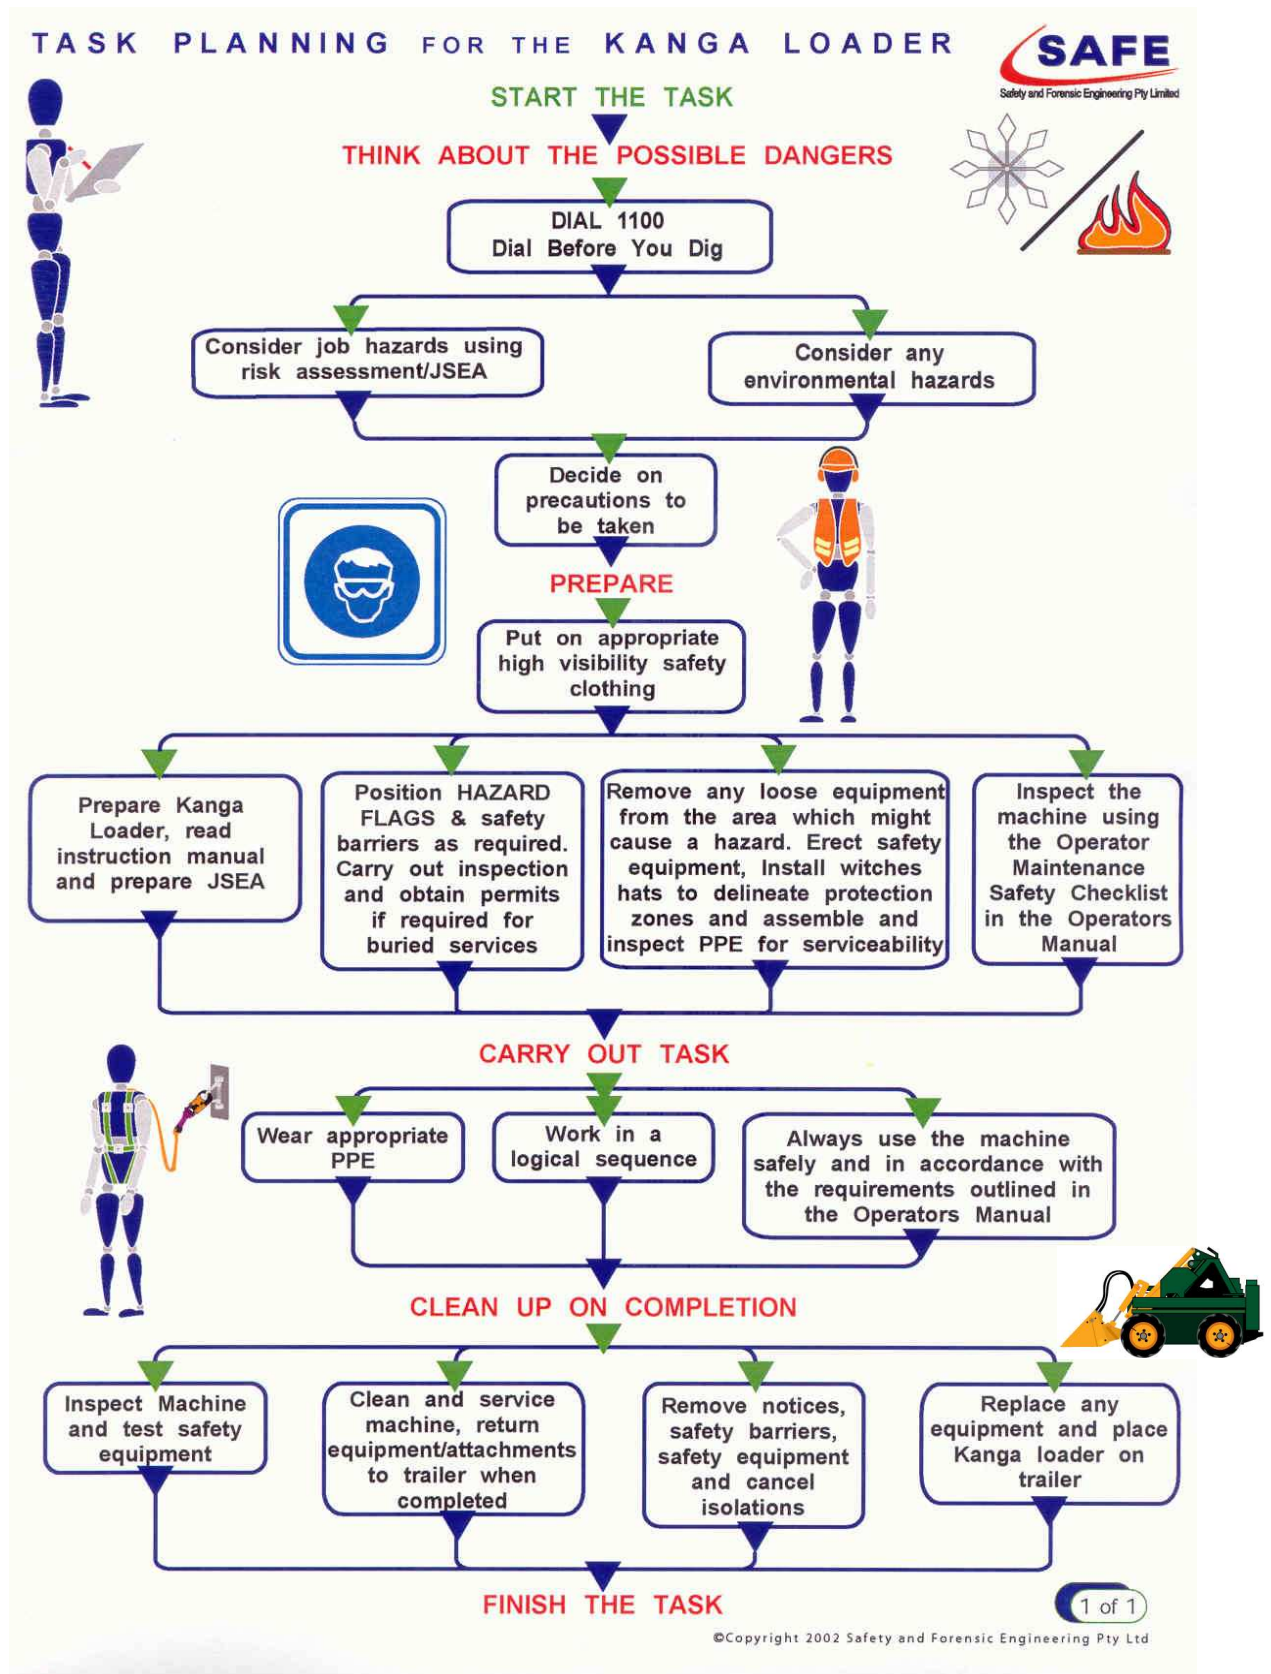 TASK PLANNING FOR THE KANGA LOADER
SAFE
Safety and Forensic Engineering Pty Limited
START THE TASK
THINK ABOUT THE POSSIBLE DANGERS
DIAL 1100
Dial Before You Dig
Consider job hazards using
risk assessment/JSEA
Consider any
environmental hazards
Decide on
precautions to
be taken
PREPARE
Put on appropriate
high visibility safety
clothing
Prepare Kanga
Loader, read
instruction manual
and prepare JSEA
Position HAZARD
FLAGS & safety
barriers as required.
Carry out inspection
and obtain permits
if required for
buried services
Remove any loose equipment
from the area which might
cause a hazard. Erect safety
equipment, Install witches
hats to delineate protection
zones and assemble and
inspect PPE for serviceability
Inspect the
machine using
the Operator
Maintenance
Safety Checklist
in the Operators
Manual
CARRY OUT TASK
Wear appropriate
PPE
Work in a
logical sequence
Always use the machine
safely and in accordance with
the requirements outlined in
the Operators Manual
CLEAN UP ON COMPLETION
Inspect Machine
and test safety
equipment
Clean and service
machine, return
equipment/attachments
to trailer when
completed
Remove notices,
safety barriers,
safety equipment
and cancel
isolations
Replace any
equipment and place
Kanga loader on
trailer
FINISH THE TASK
1 of 1
©Copyright 2002 Safety and Forensic Engineering Pty Ltd